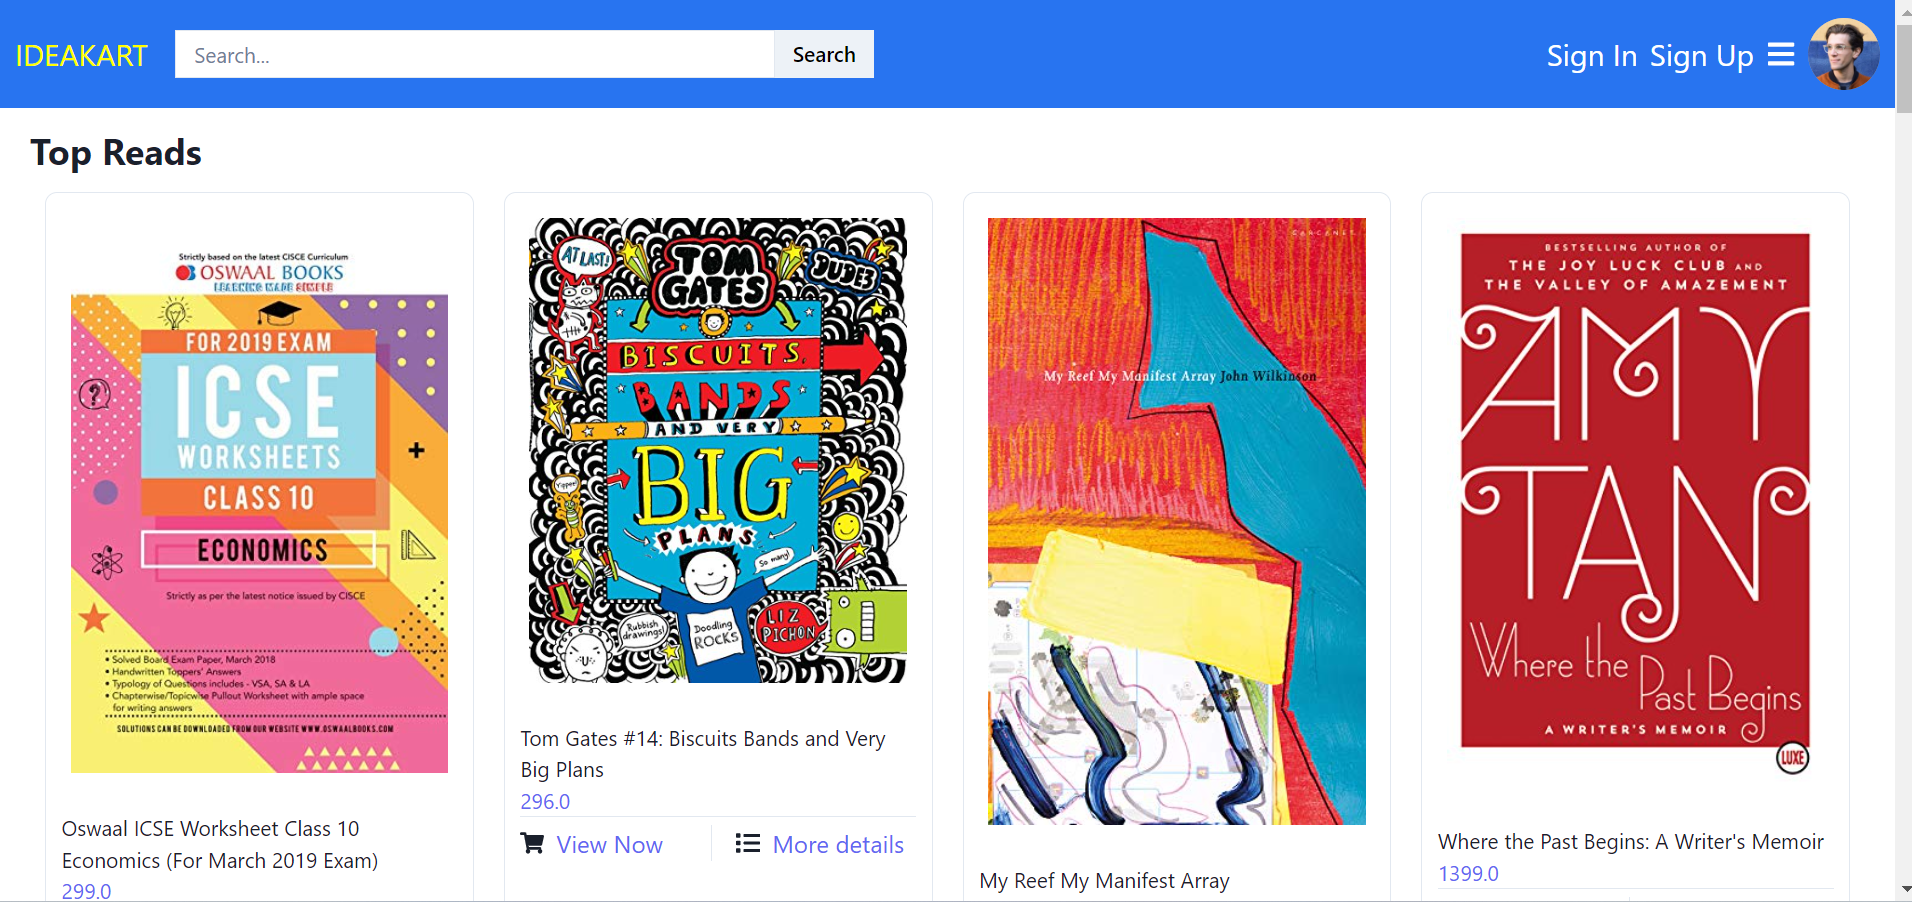 IDEAKART
Search...
Search
Sign In
Sign Up
Top Reads
Strictly based on the latest CISCE Curriculum
OSWAAL BOOKS
LEARNING MADE SIMPLE
FOR 2019 EXAM
ICSE
WORKSHEETS
CLASS 10
ECONOMICS
Strictly as per the latest notice issued by CISCE
• Solved Board Exam Paper, March 2018
• Handwritten Toppers' Answers
• Typology of Questions includes - VSA, SA & LA
• Chapterwise/Topicwise Pullout Worksheet with ample space
for writing answers
SOLUTIONS CAN BE DOWNLOADED FROM OUR WEBSITE WWW.OSWAALBOOKS.COM
Oswaal ICSE Worksheet Class 10
Economics (For March 2019 Exam)
299.0
AT LAST!
TOM
GATES
DUDE3
BISCUITS,
BANDS
AND VERY
BIG
PLANS
Yippee!
So many!
Rubbish
drawings!
Doodling
ROCKS
LIZ
PICHON
Tom Gates #14: Biscuits Bands and Very
Big Plans
296.0
View Now
More details
CARCANET
My Reef My Manifest Array John Wilkinson
My Reef My Manifest Array
BESTSELLING AUTHOR OF
THE JOY LUCK CLUB AND
THE VALLEY OF AMAZEMENT
AMY
TAN
Where the
Past Begins
A WRITER'S MEMOIR
LUXE
Where the Past Begins: A Writer's Memoir
1399.0